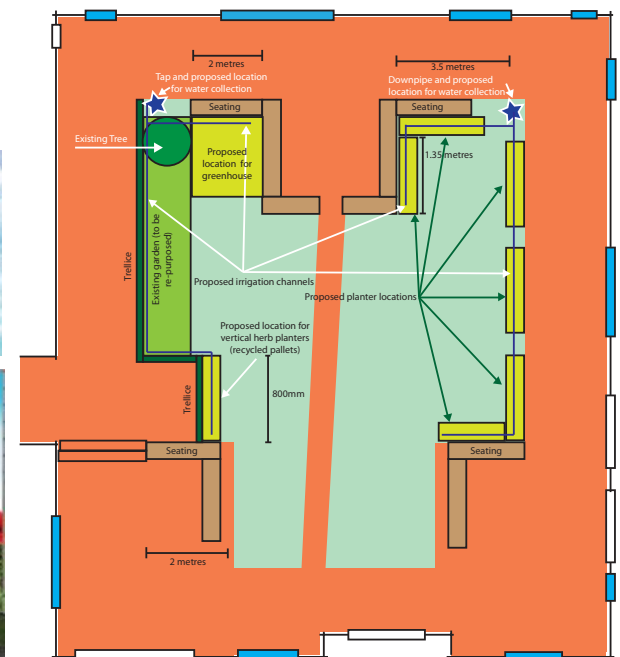 2 metres
3.5 metres
Tap and proposed location
for water collection
Downpipe and proposed
location for water collection
Seating
Seating
Existing Tree
Proposed
location for
greenhouse
1.35 metres
Trellice
Existing garden (to be
re-purposed)
Proposed irrigation channels
Proposed planter locations
Proposed location for
vertical herb planters
(recycled pallets)
Trellice
800mm
Seating
Seating
2 metres